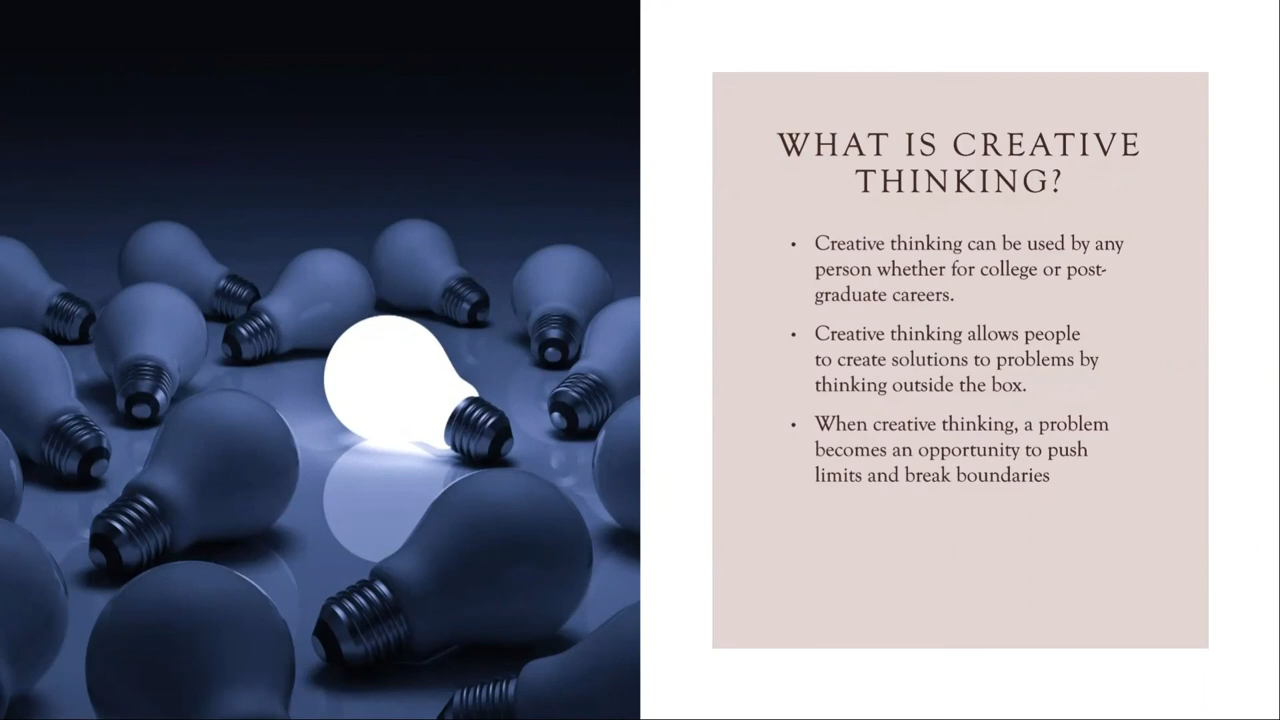 WHAT IS CREATIVE
THINKING?
• Creative thinking can be used by any
person whether for college or post-
graduate careers.
• Creative thinking allows people
to create solutions to problems by
thinking outside the box.
• When creative thinking, a problem
becomes an opportunity to push
limits and break boundaries